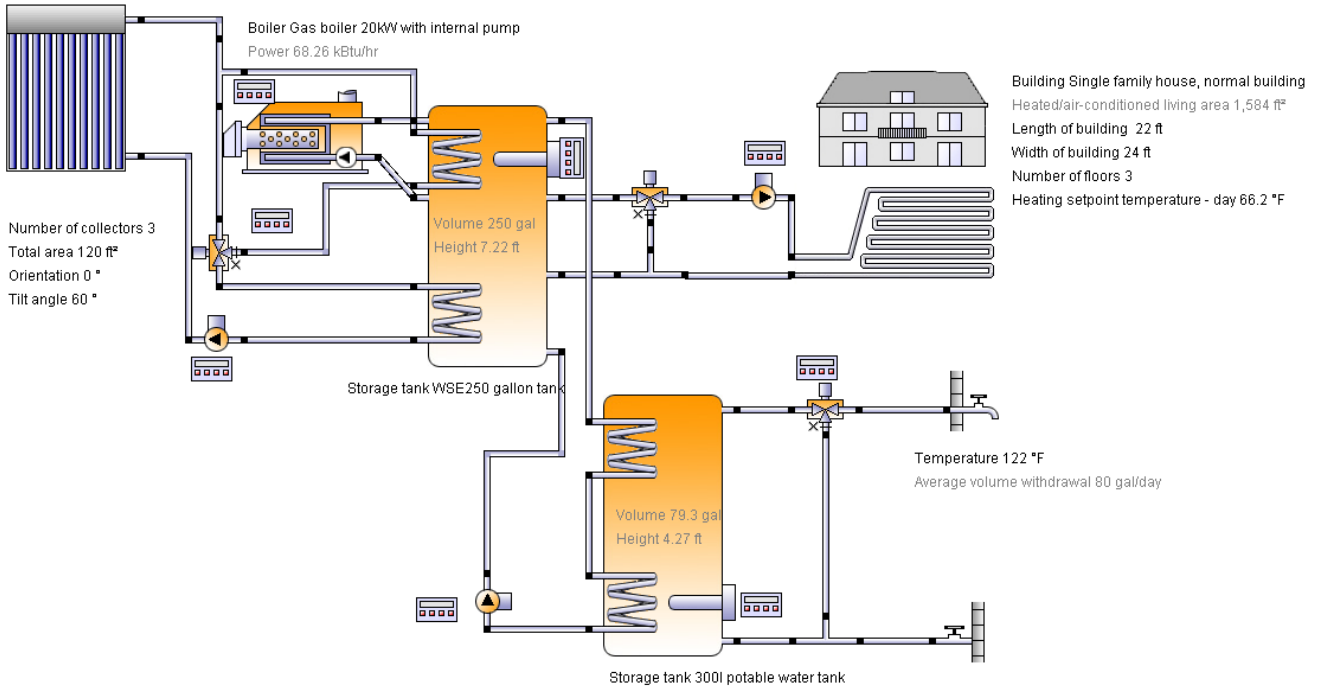 Boiler Gas boiler 20kW with internal pump
Power 68.26 kBtu/hr
Building Single family house, normal building
Heated/air-conditioned living area 1,584 ft²
Length of building 22 ft
Width of building 24 ft
Number of floors 3
Heating setpoint temperature - day 66.2 °F
Number of collectors 3
Total area 120 ft²
Orientation 0 °
Tilt angle 60 °
Volume 250 gal
Height 7.22 ft
Storage tank WSE250 gallon tank
Temperature 122 °F
Average volume withdrawal 80 gal/day
Volume 79.3 gal
Height 4.27 ft
Storage tank 300l potable water tank